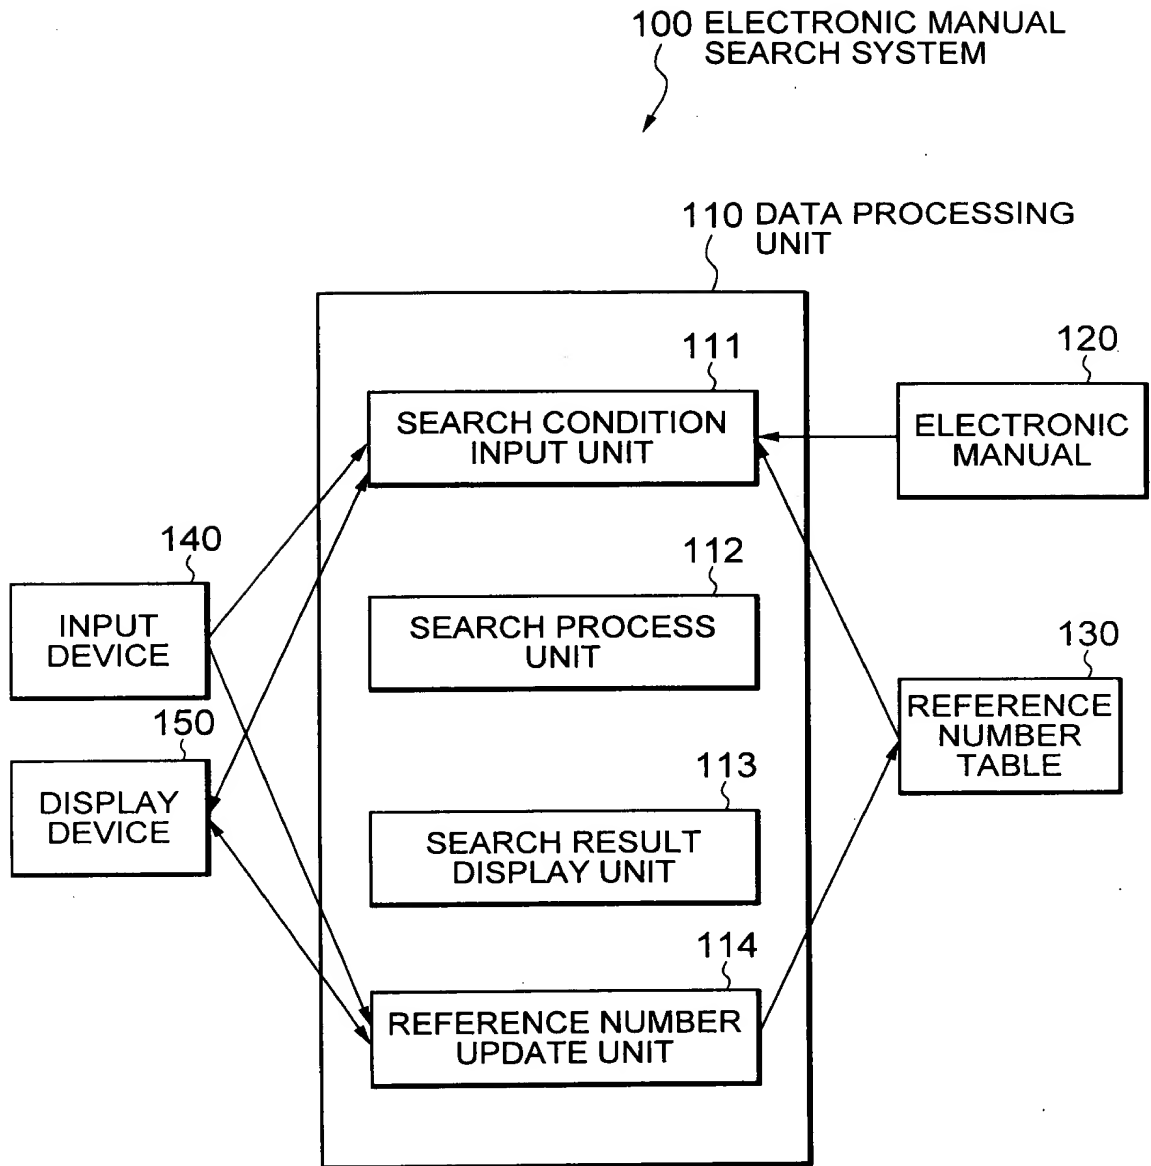 100 ELECTRONIC MANUAL
SEARCH SYSTEM
110 DATA PROCESSING
UNIT
111
SEARCH CONDITION
INPUT UNIT
120
ELECTRONIC
MANUAL
140
INPUT
DEVICE
112
SEARCH PROCESS
UNIT
130
REFERENCE
NUMBER
TABLE
150
DISPLAY
DEVICE
113
SEARCH RESULT
DISPLAY UNIT
114
REFERENCE NUMBER
UPDATE UNIT